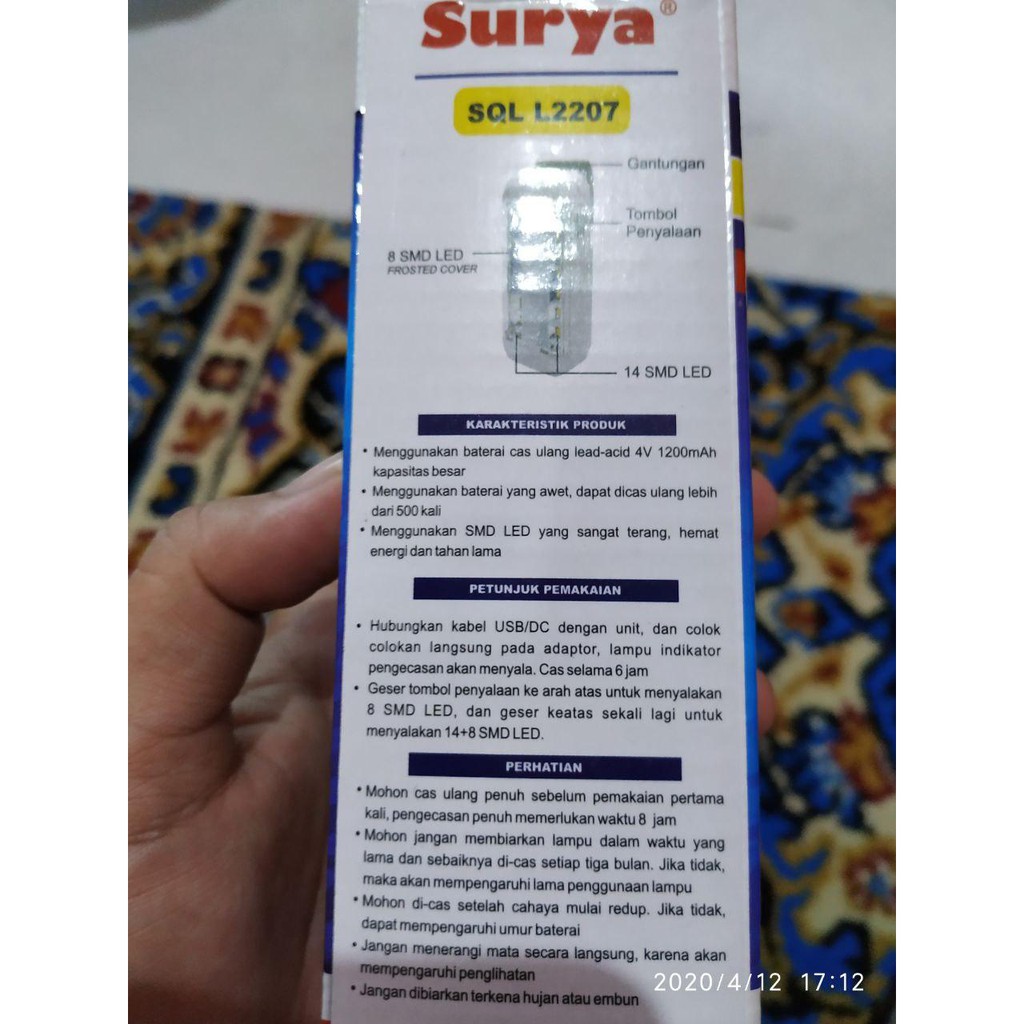 Surya®
SQL L2207
Gantungan
Tombol
Penyalaan
8 SMD LED
FROSTED COVER
14 SMD LED
KARAKTERISTIK PRODUK
• Menggunakan baterai cas ulang lead-acid 4V 1200mAh
kapasitas besar
• Menggunakan baterai yang awet, dapat dicas ulang lebih
dari 500 kali
• Menggunakan SMD LED yang sangat terang, hemat
energi dan tahan lama
PETUNJUK PEMAKAIAN
• Hubungkan kabel USB/DC dengan unit, dan colok
colokan langsung pada adaptor, lampu indikator
pengecasan akan menyala. Cas selama 6 jam
• Geser tombol penyalaan ke arah atas untuk menyalakan
8 SMD LED, dan geser keatas sekali lagi untuk
menyalakan 14+8 SMD LED.
PERHATIAN
• Mohon cas ulang penuh sebelum pemakaian pertama
kali, pengecasan penuh memerlukan waktu 8 jam
• Mohon jangan membiarkan lampu dalam waktu yang
lama dan sebaiknya di-cas setiap tiga bulan. Jika tidak,
maka akan mempengaruhi lama penggunaan lampu
• Mohon di-cas setelah cahaya mulai redup. Jika tidak,
dapat mempengaruhi umur baterai
• Jangan menerangi mata secara langsung, karena akan
mempengaruhi penglihatan
• Jangan dibiarkan terkena hujan atau embun
2020/4/12 17:12